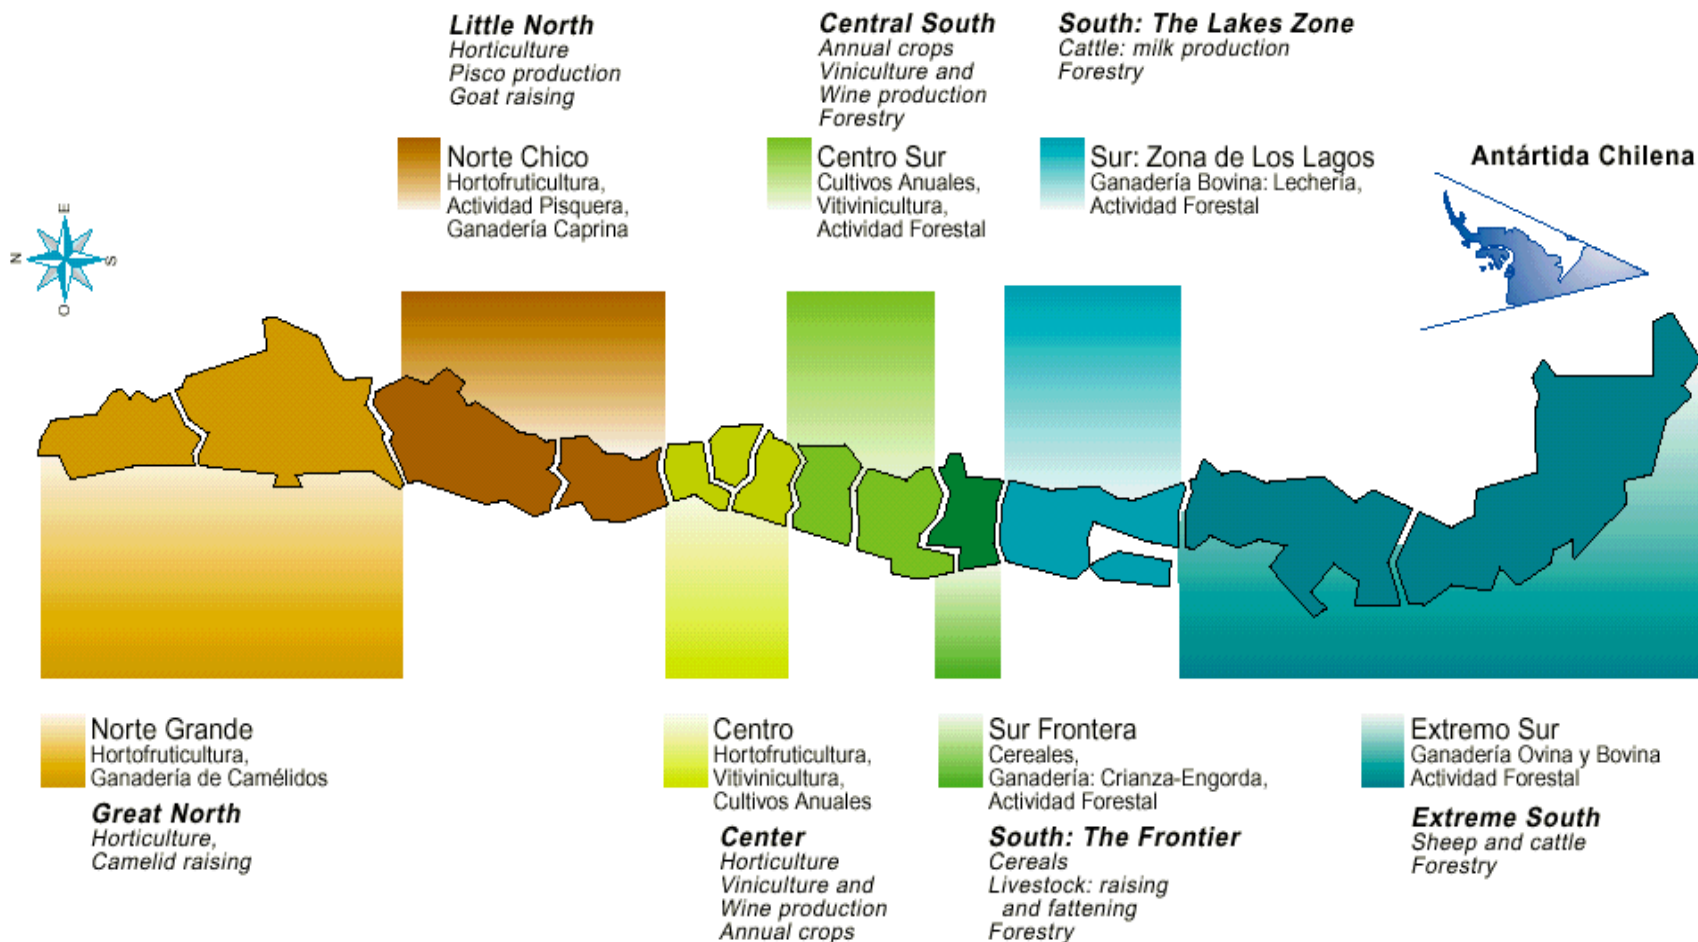 Little North
Horticulture
Pisco production
Goat raising
Central South
Annual crops
Viniculture and
Wine production
Forestry
South: The Lakes Zone
Cattle: milk production
Forestry
Norte Chico
Hortofruticultura,
Actividad Pisquera,
Ganadería Caprina
Centro Sur
Cultivos Anuales,
Vitivinicultura,
Actividad Forestal
Sur: Zona de Los Lagos
Ganadería Bovina: Lechería,
Actividad Forestal
Antártida Chilena
E
N
S
O
Norte Grande
Hortofruticultura,
Ganadería de Camélidos
Great North
Horticulture,
Camelid raising
Centro
Hortofruticultura,
Vitivinicultura,
Cultivos Anuales
Center
Horticulture
Viniculture and
Wine production
Annual crops
Sur Frontera
Cereales,
Ganadería: Crianza-Engorda,
Actividad Forestal
South: The Frontier
Cereals
Livestock: raising
and fattening
Forestry
Extremo Sur
Ganadería Ovina y Bovina
Actividad Forestal
Extreme South
Sheep and cattle
Forestry